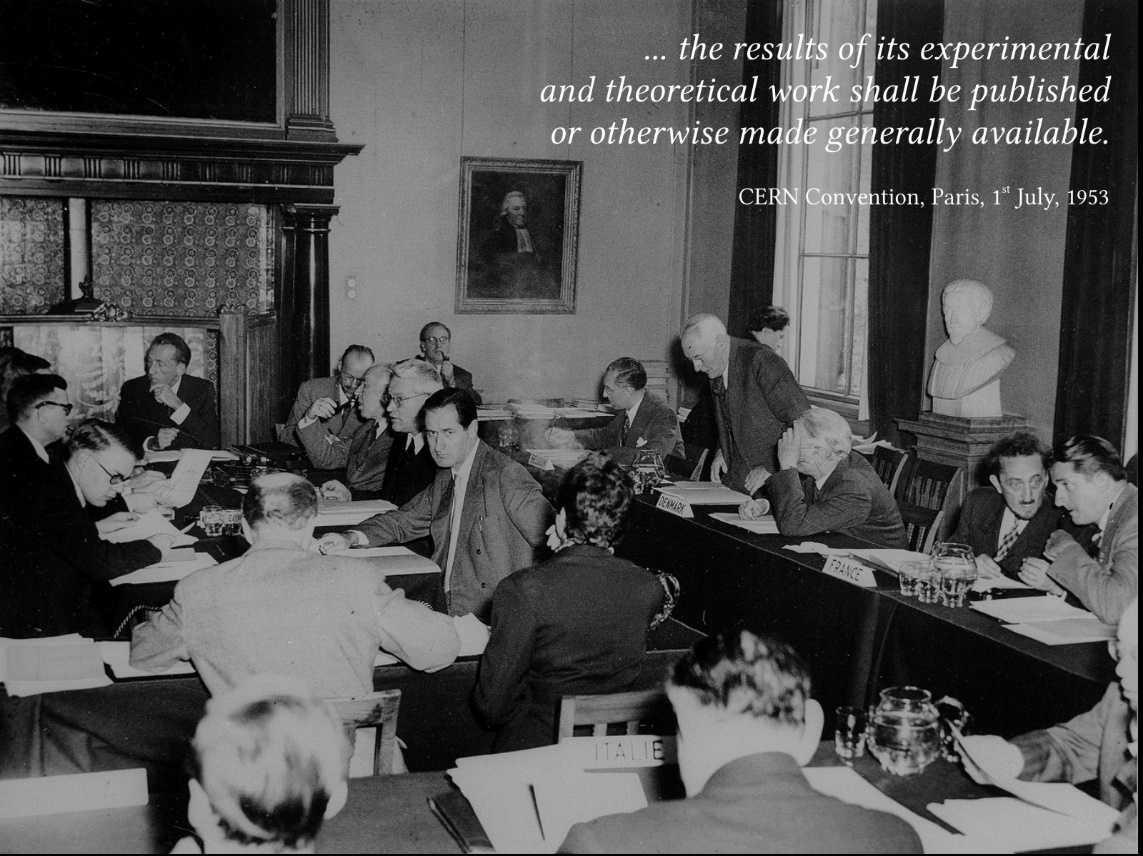 ... the results of its experimental
and theoretical work shall be published
or otherwise made generally available.
CERN Convention, Paris, 1st July, 1953
DENMARK
FRANCE
ITALIE